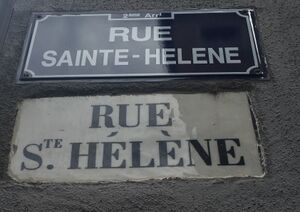 2ème Arrt
RUE
SAINTE-HELENE
RUE
STE HÉLÈNE